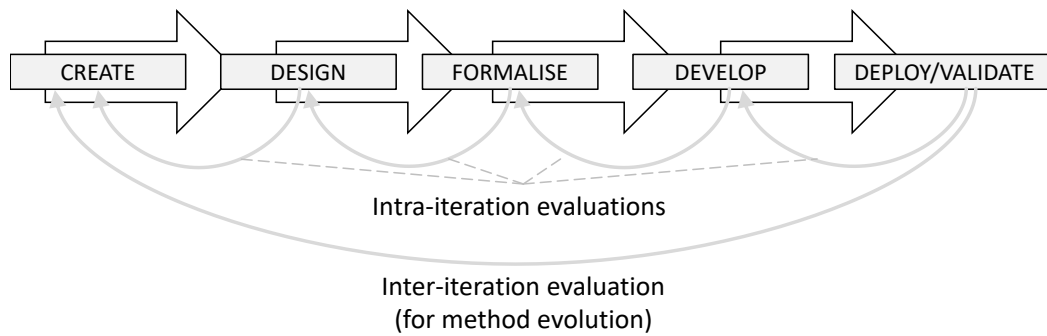 CREATE
DESIGN
FORMALISE
DEVELOP
DEPLOY/VALIDATE
Intra-iteration evaluations
Inter-iteration evaluation
(for method evolution)